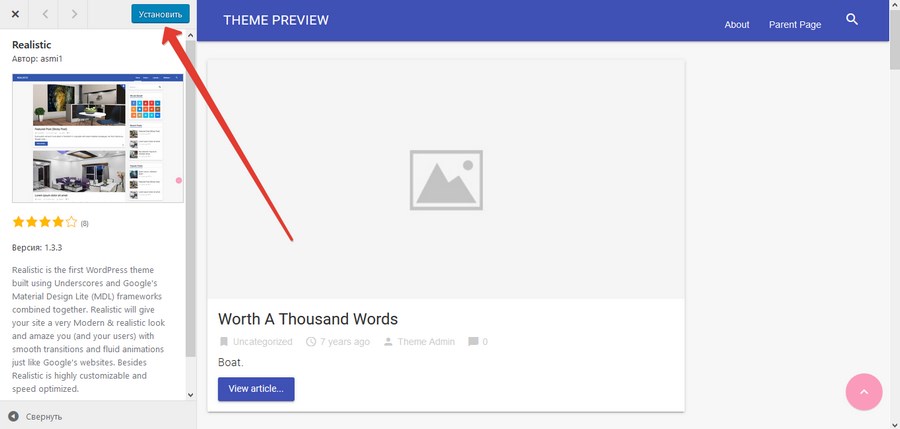 Установить
Realistic
Автор: asmi1
(8)
Версия: 1.3.3
Realistic is the first WordPress theme
built using Underscores and Google's
Material Design Lite (MDL) frameworks
combined together. Realistic will give
your site a very Modern & realistic look
and amaze you (and your users) with
smooth transitions and fluid animations
just like Google's websites. Besides
Realistic is highly customizable and
speed optimized.
Свернуть
THEME PREVIEW
About
Parent Page
Worth A Thousand Words
Uncategorized 7 years ago Theme Admin 0
Boat.
View article...